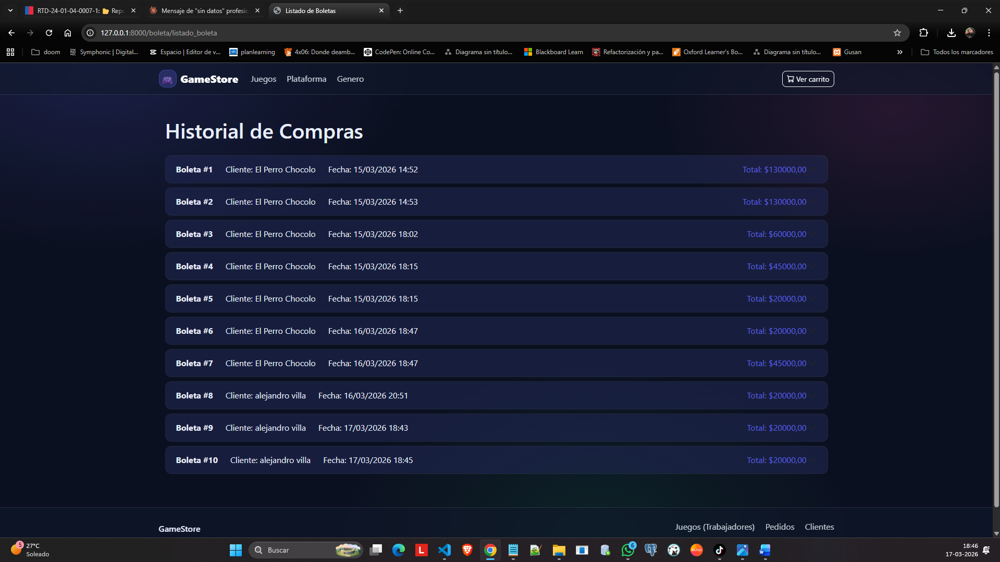 RTD-24-01-04-0007-1: Repo
Mensaje de "sin datos" profesio
Listado de Boletas
127.0.0.1:8000/boleta/listado_boleta
doom
Symphonic | Digital...
Espacio | Editor de v...
planlearning
4x06: Donde deamb...
CodePen: Online Co...
Diagrama sin título...
Blackboard Learn
Refactorización y pa...
Oxford Learner's Bo...
Diagrama sin título...
Gusan
Todos los marcadores
GameStore
Juegos
Plataforma
Genero
Ver carrito
Historial de Compras
Boleta #1 Cliente: El Perro Chocolo Fecha: 15/03/2026 14:52 Total: $130000,00
Boleta #2 Cliente: El Perro Chocolo Fecha: 15/03/2026 14:53 Total: $130000,00
Boleta #3 Cliente: El Perro Chocolo Fecha: 15/03/2026 18:02 Total: $60000,00
Boleta #4 Cliente: El Perro Chocolo Fecha: 15/03/2026 18:15 Total: $45000,00
Boleta #5 Cliente: El Perro Chocolo Fecha: 15/03/2026 18:15 Total: $20000,00
Boleta #6 Cliente: El Perro Chocolo Fecha: 16/03/2026 18:47 Total: $20000,00
Boleta #7 Cliente: El Perro Chocolo Fecha: 16/03/2026 18:47 Total: $45000,00
Boleta #8 Cliente: alejandro villa Fecha: 16/03/2026 20:51 Total: $20000,00
Boleta #9 Cliente: alejandro villa Fecha: 17/03/2026 18:43 Total: $20000,00
Boleta #10 Cliente: alejandro villa Fecha: 17/03/2026 18:45 Total: $20000,00
GameStore
Juegos (Trabajadores)
Pedidos
Clientes
5
27°C
Soleado
Buscar
L
SUNO
6
18:46
17-03-2026